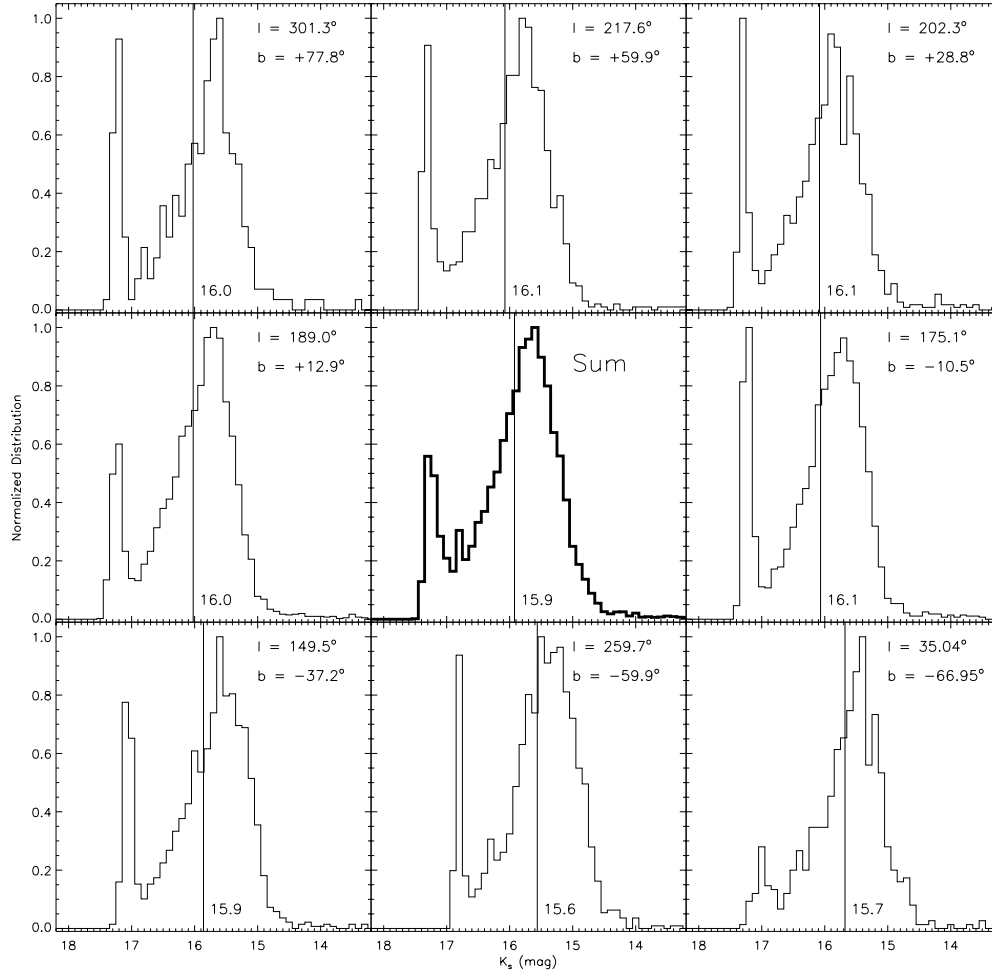 1.0
0.8
0.6
0.4
0.2
0.0
l = 301.3°
b = +77.8°
16.0
l = 217.6°
b = +59.9°
16.1
l = 202.3°
b = +28.8°
16.1
Normalized Distribution
1.0
0.8
0.6
0.4
0.2
0.0
l = 189.0°
b = +12.9°
16.0
Sum
15.9
l = 175.1°
b = −10.5°
16.1
1.0
0.8
0.6
0.4
0.2
0.0
l = 149.5°
b = −37.2°
15.9
l = 259.7°
b = −59.9°
15.6
l = 35.04°
b = −66.95°
15.7
18 17 16 15 14
18 17 16 15 14
18 17 16 15 14
Ks (mag)